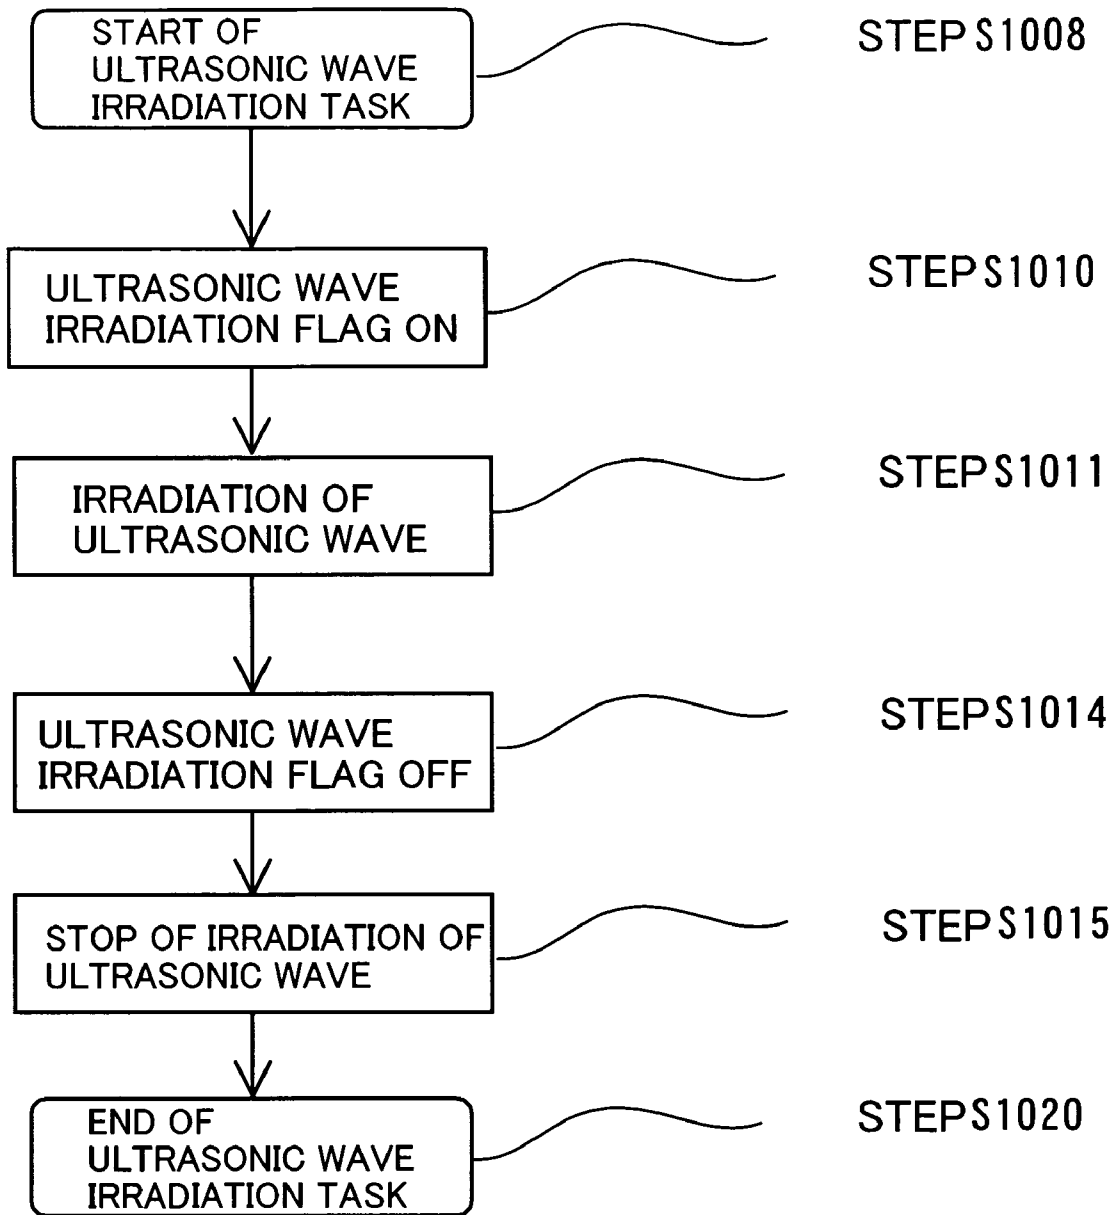 START OF
ULTRASONIC WAVE
IRRADIATION TASK
STEP S1008
ULTRASONIC WAVE
IRRADIATION FLAG ON
STEP S1010
IRRADIATION OF
ULTRASONIC WAVE
STEP S1011
ULTRASONIC WAVE
IRRADIATION FLAG OFF
STEP S1014
STOP OF IRRADIATION OF
ULTRASONIC WAVE
STEP S1015
END OF
ULTRASONIC WAVE
IRRADIATION TASK
STEP S1020